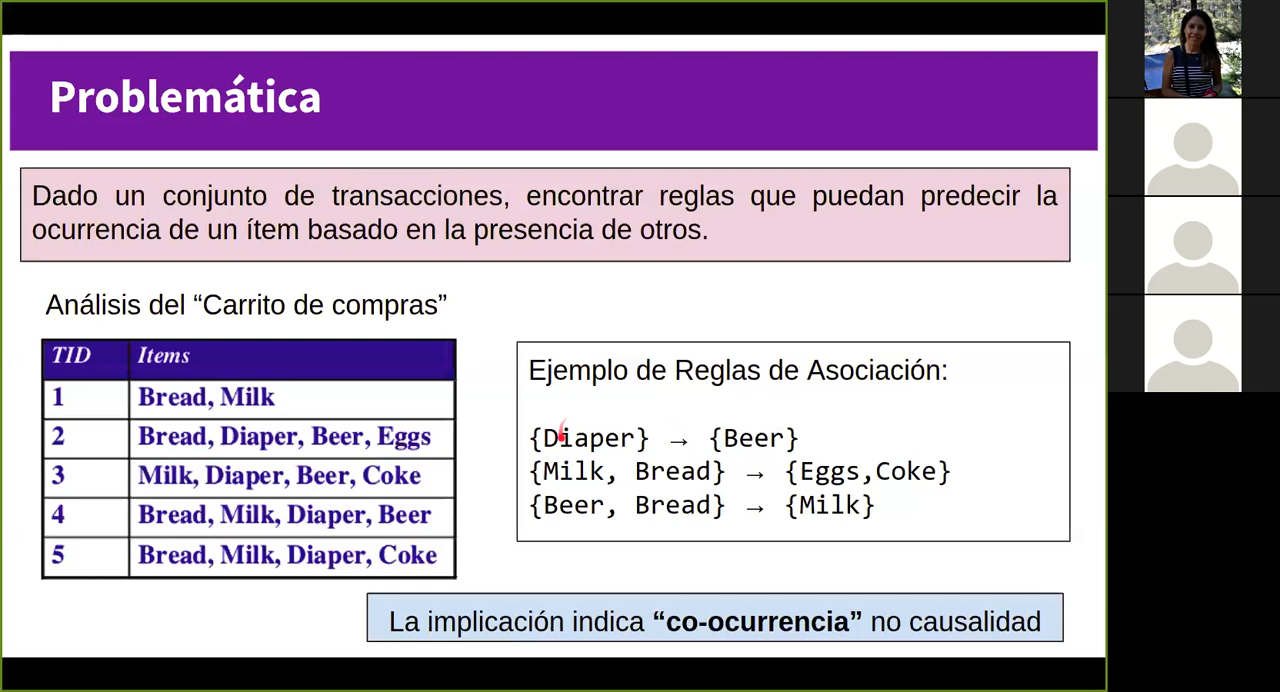 Problemática
Dado un conjunto de transacciones, encontrar reglas que puedan predecir la
ocurrencia de un ítem basado en la presencia de otros.
Análisis del “Carrito de compras”
TID Items
1 Bread, Milk
2 Bread, Diaper, Beer, Eggs
3 Milk, Diaper, Beer, Coke
4 Bread, Milk, Diaper, Beer
5 Bread, Milk, Diaper, Coke
Ejemplo de Reglas de Asociación:
{Diaper} → {Beer}
{Milk, Bread} → {Eggs,Coke}
{Beer, Bread} → {Milk}
La implicación indica “co-ocurrencia” no causalidad